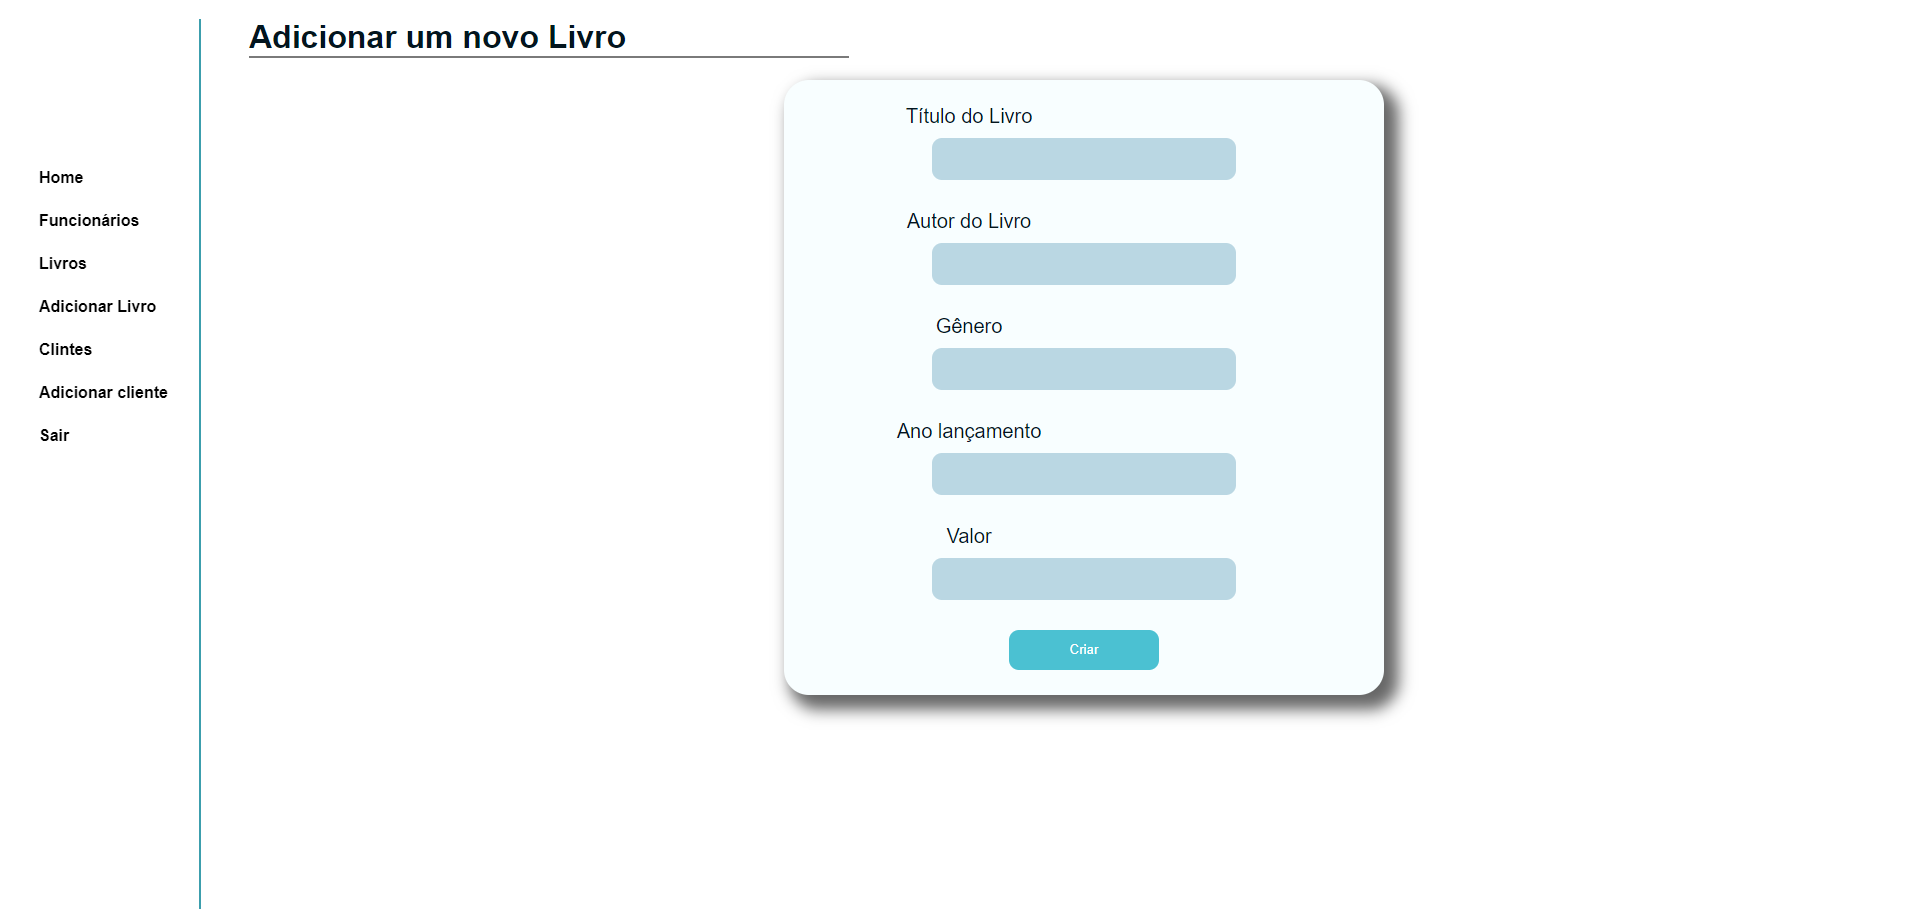 Adicionar um novo Livro
Home
Funcionários
Livros
Adicionar Livro
Clintes
Adicionar cliente
Sair
Título do Livro
Autor do Livro
Gênero
Ano lançamento
Valor
Criar